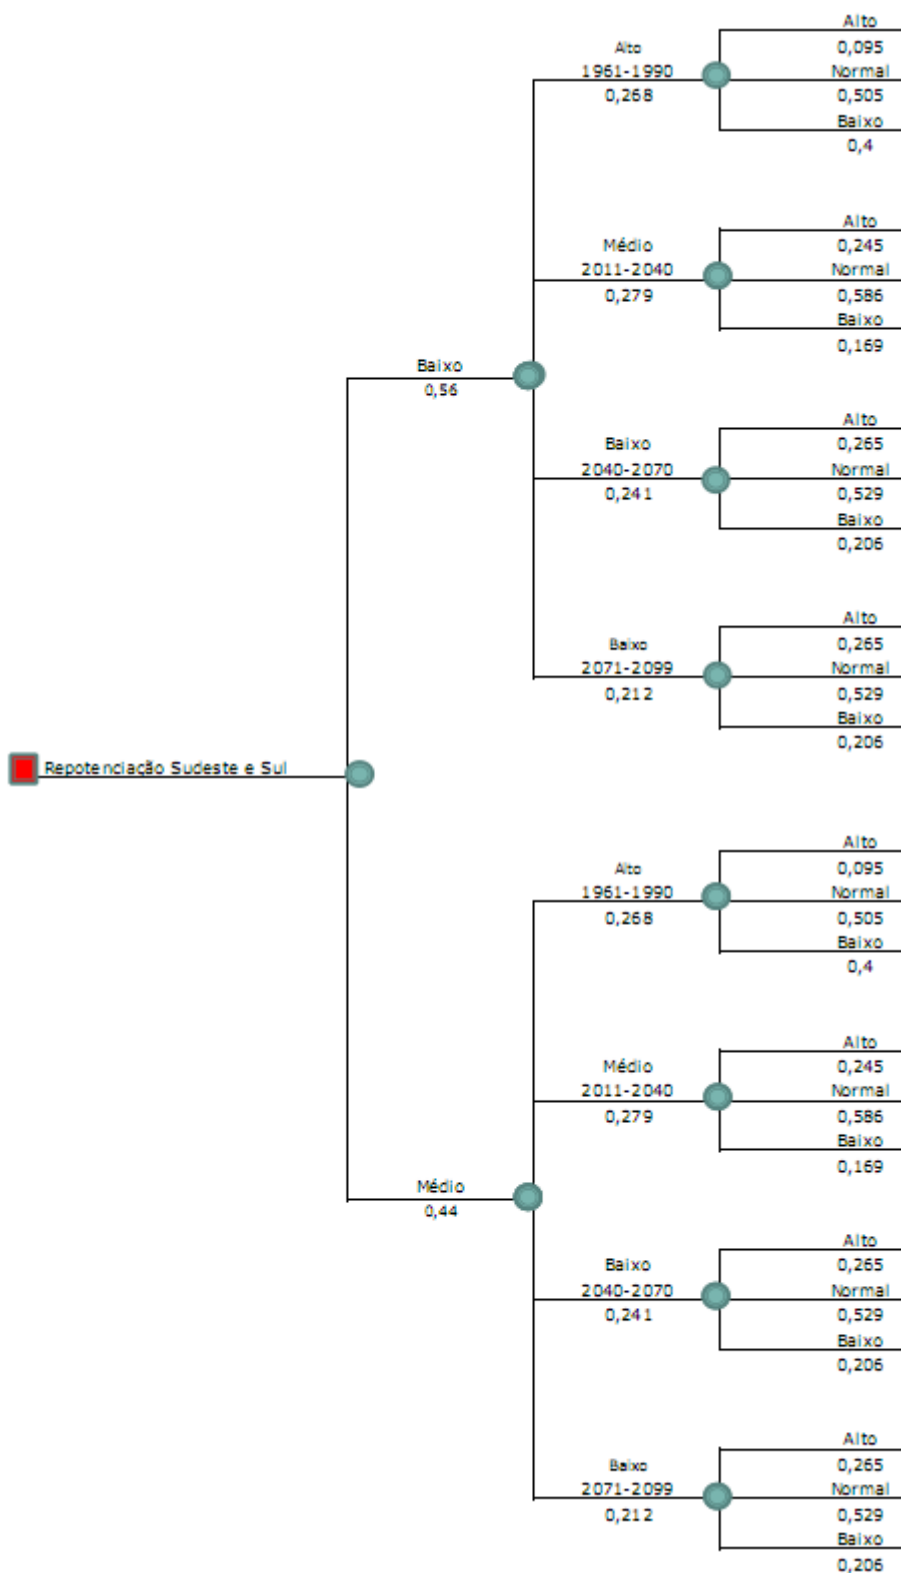 Alto
0,095
Normal
0,505
Baixo
0,4
Alto
1961-1990
0,268
Alto
0,245
Normal
0,586
Baixo
0,169
Médio
2011-2040
0,279
Baixo
0,56
Alto
0,265
Normal
0,529
Baixo
0,206
Baixo
2040-2070
0,241
Alto
0,265
Normal
0,529
Baixo
0,206
Baixo
2071-2099
0,212
Repotenciação Sudeste e Sul
Alto
0,095
Normal
0,505
Baixo
0,4
Alto
1961-1990
0,268
Alto
0,245
Normal
0,586
Baixo
0,169
Médio
2011-2040
0,279
Médio
0,44
Alto
0,265
Normal
0,529
Baixo
0,206
Baixo
2040-2070
0,241
Alto
0,265
Normal
0,529
Baixo
0,206
Baixo
2071-2099
0,212